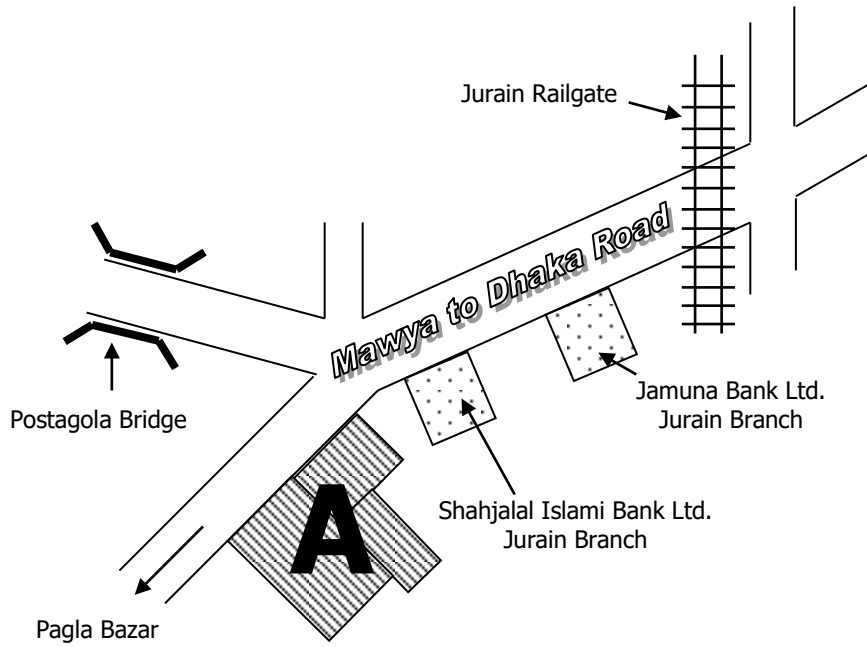 Jurain Railgate
Mawya to Dhaka Road
Postagola Bridge
Jamuna Bank Ltd.
Jurain Branch
Shahjalal Islami Bank Ltd.
Jurain Branch
A
Pagla Bazar